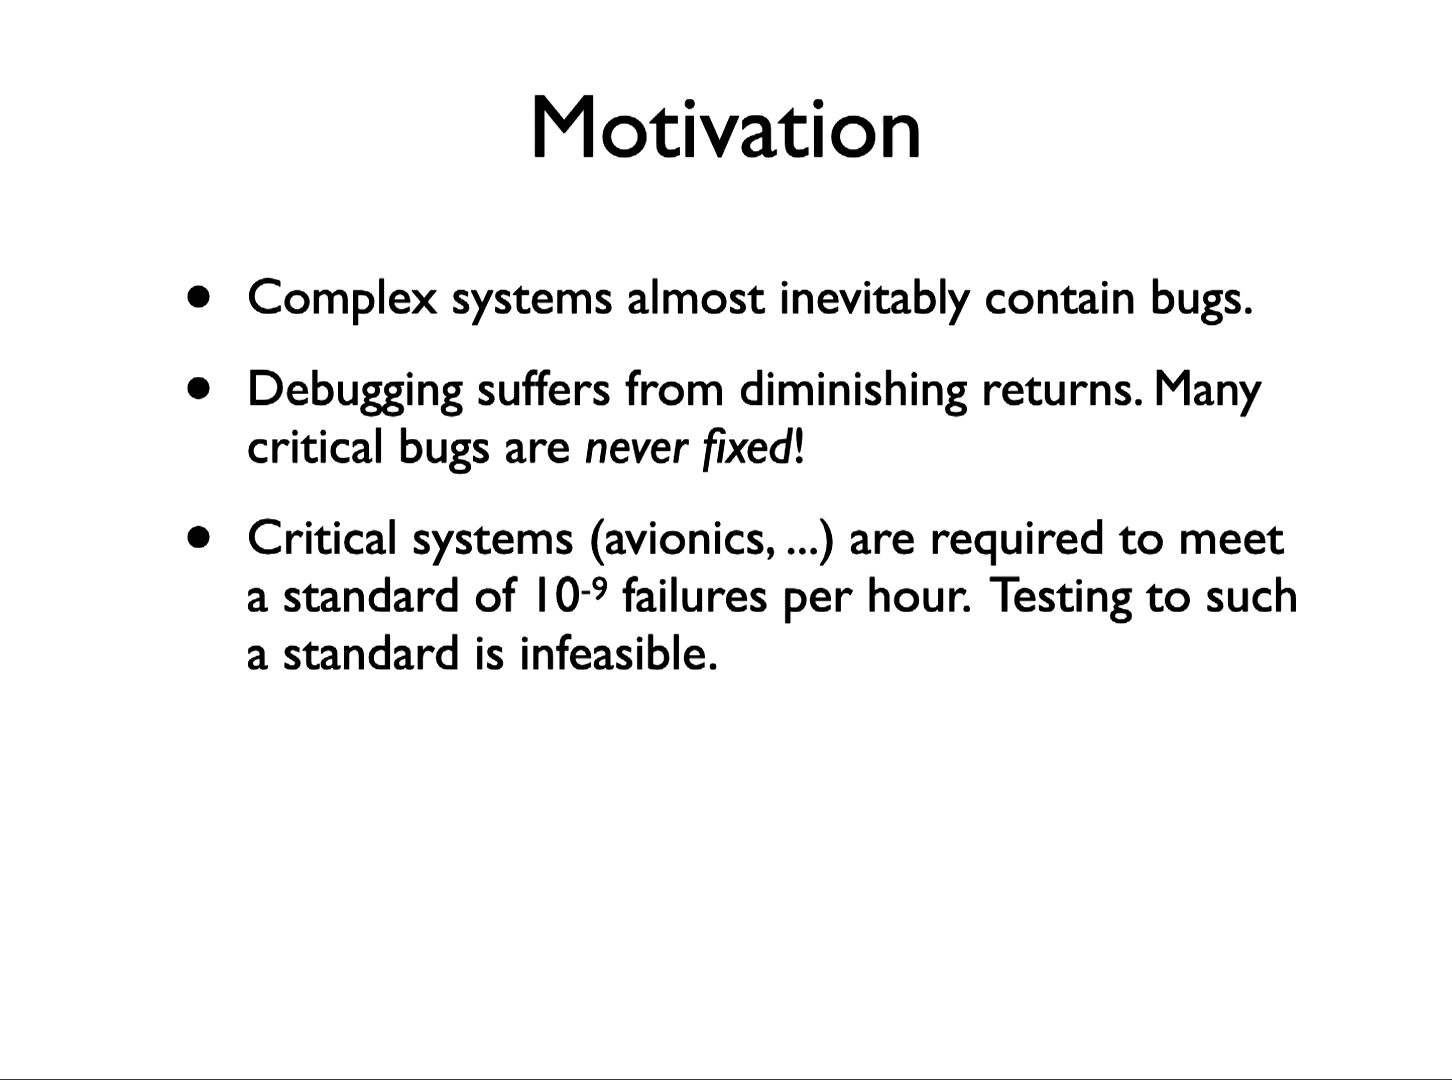 Motivation
• Complex systems almost inevitably contain bugs.
• Debugging suffers from diminishing returns. Many
critical bugs are never fixed!
• Critical systems (avionics, ...) are required to meet
a standard of 10⁻⁹ failures per hour. Testing to such
a standard is infeasible.